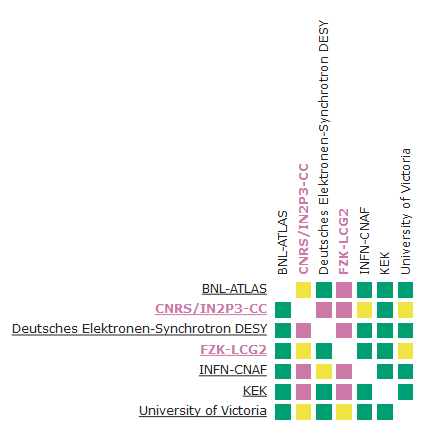 BNL-ATLAS
CNRS/IN2P3-CC
Deutsches Elektronen-Synchrotron DESY
FZK-LCG2
INFN-CNAF
KEK
University of Victoria
BNL-ATLAS
CNRS/IN2P3-CC
Deutsches Elektronen-Synchrotron DESY
FZK-LCG2
INFN-CNAF
KEK
University of Victoria